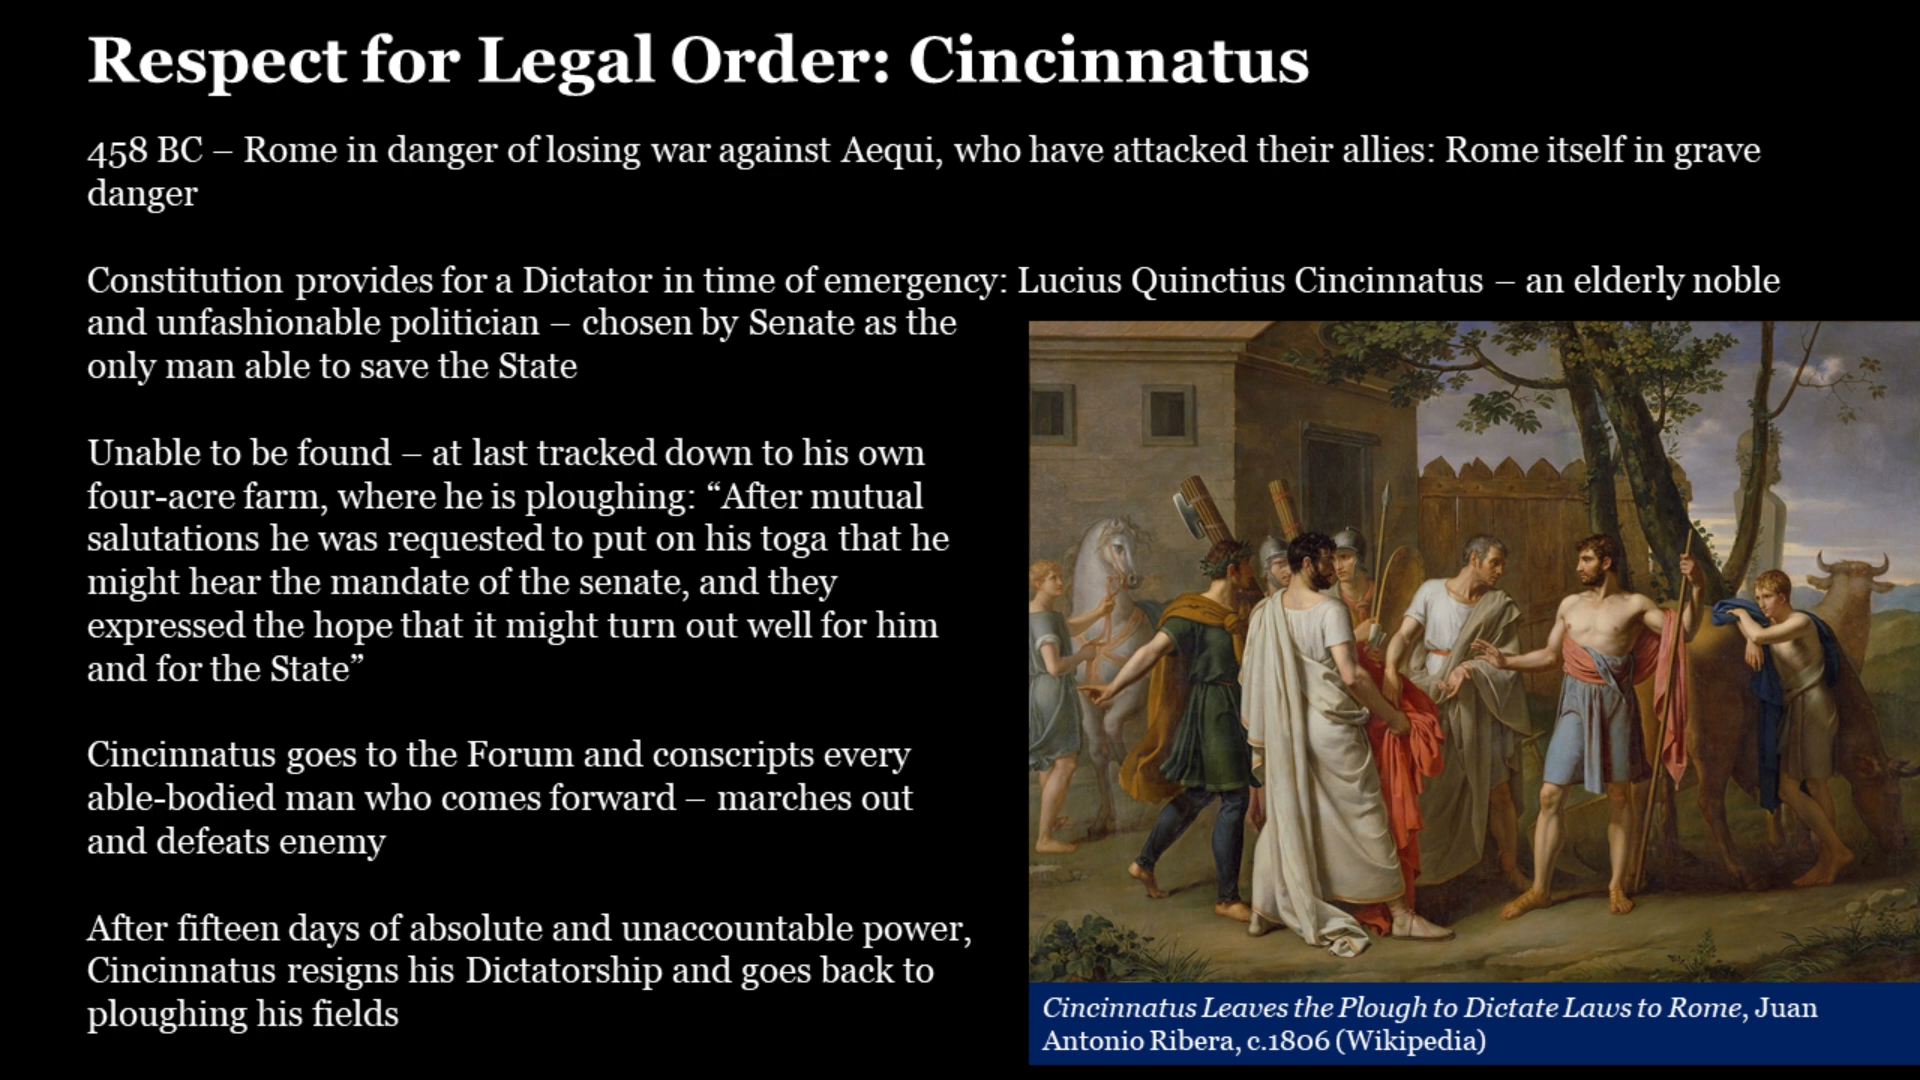 Respect for Legal Order: Cincinnatus
458 BC – Rome in danger of losing war against Aequi, who have attacked their allies: Rome itself in grave
danger
Constitution provides for a Dictator in time of emergency: Lucius Quinctius Cincinnatus – an elderly noble
and unfashionable politician – chosen by Senate as the
only man able to save the State
Unable to be found – at last tracked down to his own
four-acre farm, where he is ploughing: “After mutual
salutations he was requested to put on his toga that he
might hear the mandate of the senate, and they
expressed the hope that it might turn out well for him
and for the State”
Cincinnatus goes to the Forum and conscripts every
able-bodied man who comes forward – marches out
and defeats enemy
After fifteen days of absolute and unaccountable power,
Cincinnatus resigns his Dictatorship and goes back to
ploughing his fields
Cincinnatus Leaves the Plough to Dictate Laws to Rome, Juan
Antonio Ribera, c.1806 (Wikipedia)